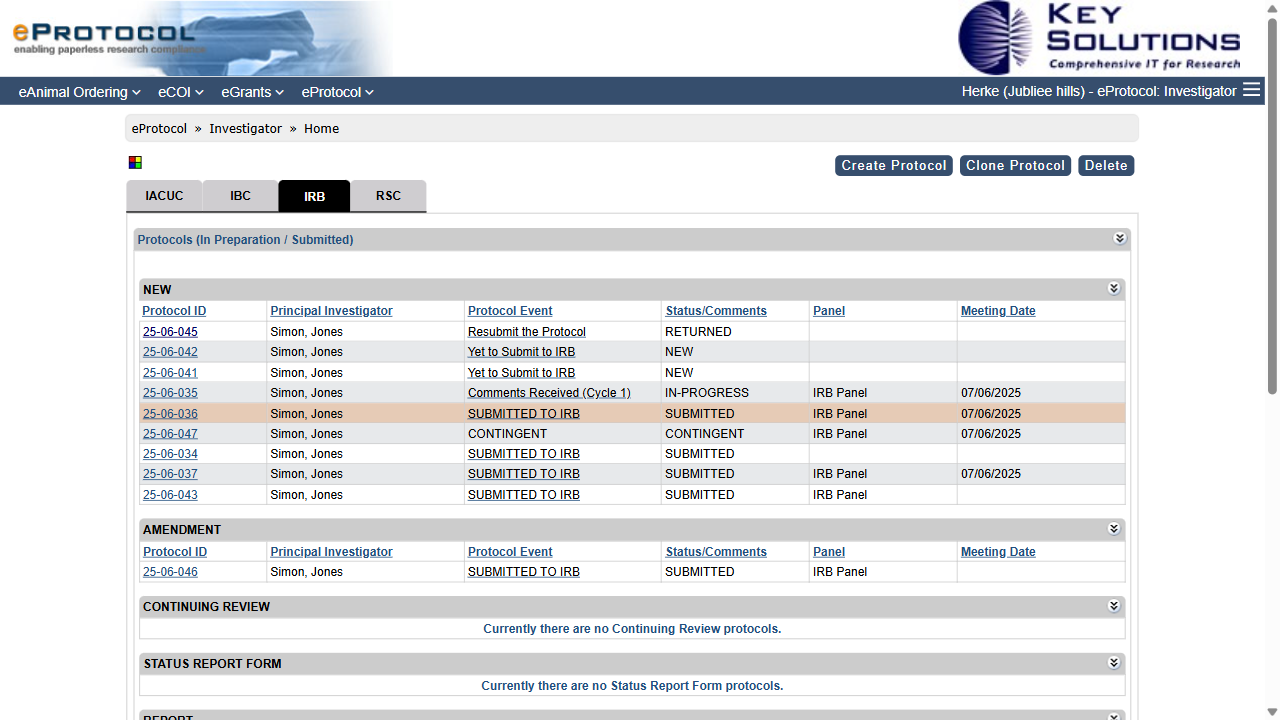 ePROTOCOL
enabling paperless research compliance
KEY SOLUTIONS
Comprehensive IT for Research
eAnimal Ordering eCOI eGrants eProtocol Herke (Jubliee hills) - eProtocol: Investigator
eProtocol » Investigator » Home
Create Protocol Clone Protocol Delete
IACUC IBC IRB RSC
Protocols (In Preparation / Submitted)
NEW
Protocol ID Principal Investigator Protocol Event Status/Comments Panel Meeting Date
25-06-045 Simon, Jones Resubmit the Protocol RETURNED
25-06-042 Simon, Jones Yet to Submit to IRB NEW
25-06-041 Simon, Jones Yet to Submit to IRB NEW
25-06-035 Simon, Jones Comments Received (Cycle 1) IN-PROGRESS IRB Panel 07/06/2025
25-06-036 Simon, Jones SUBMITTED TO IRB SUBMITTED IRB Panel 07/06/2025
25-06-047 Simon, Jones CONTINGENT CONTINGENT IRB Panel 07/06/2025
25-06-034 Simon, Jones SUBMITTED TO IRB SUBMITTED
25-06-037 Simon, Jones SUBMITTED TO IRB SUBMITTED IRB Panel 07/06/2025
25-06-043 Simon, Jones SUBMITTED TO IRB SUBMITTED IRB Panel
AMENDMENT
Protocol ID Principal Investigator Protocol Event Status/Comments Panel Meeting Date
25-06-046 Simon, Jones SUBMITTED TO IRB SUBMITTED IRB Panel
CONTINUING REVIEW
Currently there are no Continuing Review protocols.
STATUS REPORT FORM
Currently there are no Status Report Form protocols.
REPORT